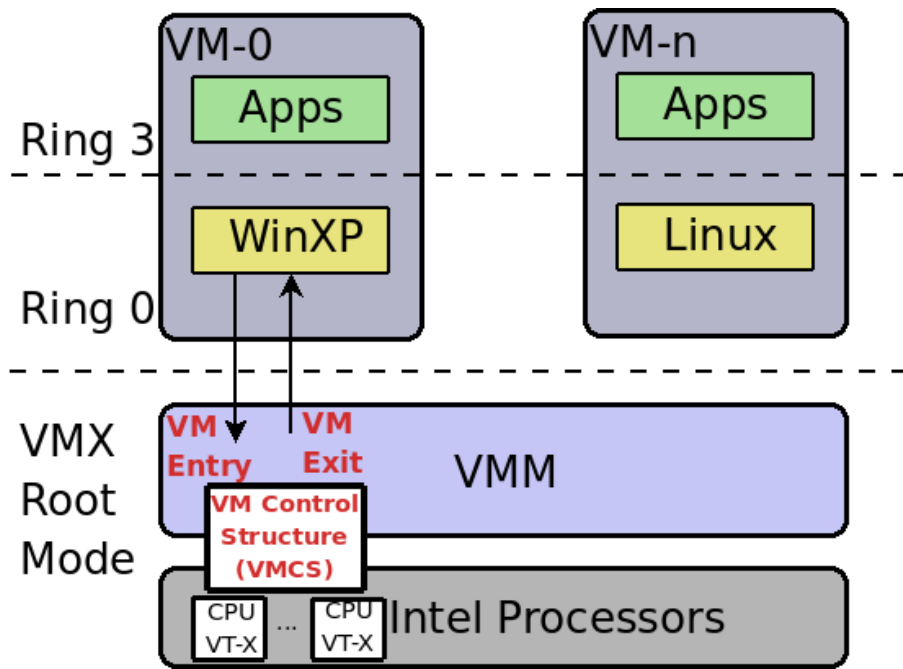 VM-0
VM-n
Apps
Apps
Ring 3
WinXP
Linux
Ring 0
VMX
Root
Mode
VM
Entry
VM
Exit
VMM
VM Control
Structure
(VMCS)
CPU
VT-X
...
CPU
VT-X
Intel Processors